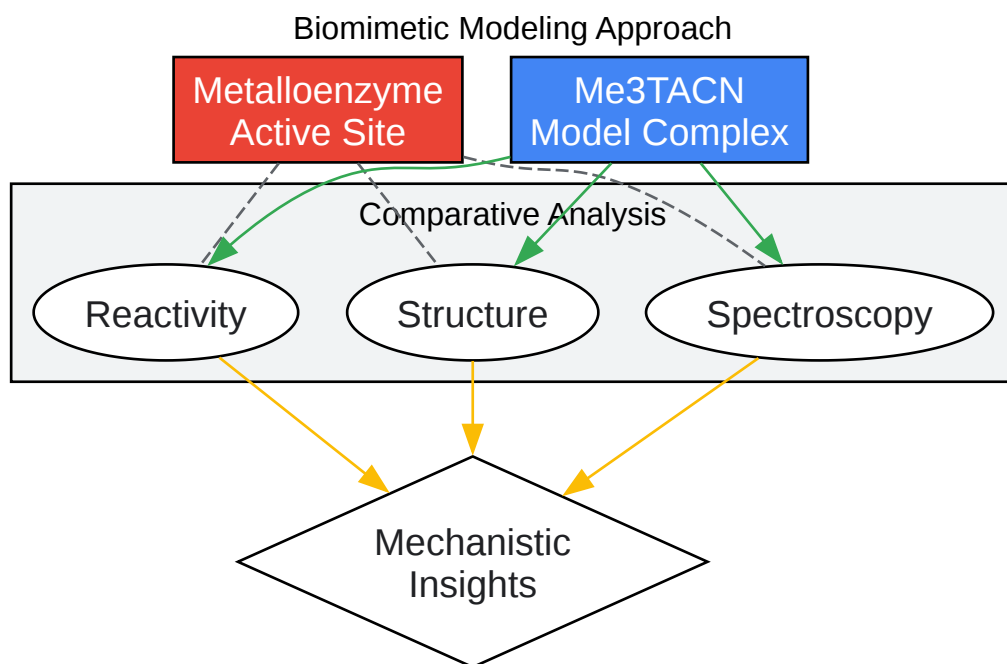 Biomimetic Modeling Approach
Metalloenzyme
Active Site
Me3TACN
Model Complex
Comparative Analysis
Reactivity
Structure
Spectroscopy
Mechanistic
Insights